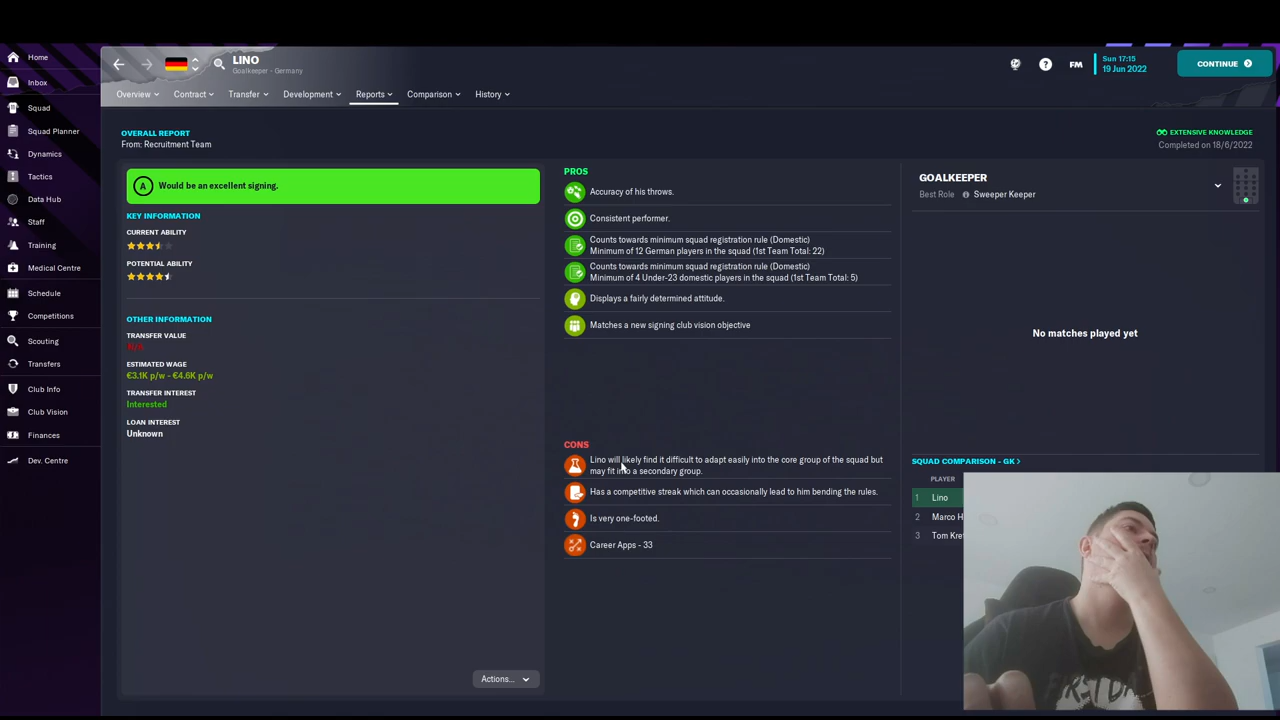 Home
Inbox
Squad
Squad Planner
Dynamics
Tactics
Data Hub
Staff
Training
Medical Centre
Schedule
Competitions
Scouting
Transfers
Club Info
Club Vision
Finances
Dev. Centre
LINO
Goalkeeper - Germany
FM
Sun 17:15
19 Jun 2022
CONTINUE
Overview
Contract
Transfer
Development
Reports
Comparison
History
OVERALL REPORT
From: Recruitment Team
EXTENSIVE KNOWLEDGE
Completed on 18/6/2022
A Would be an excellent signing.
KEY INFORMATION
CURRENT ABILITY
POTENTIAL ABILITY
OTHER INFORMATION
TRANSFER VALUE
N/A
ESTIMATED WAGE
€3.1K p/w - €4.6K p/w
TRANSFER INTEREST
Interested
LOAN INTEREST
Unknown
Actions...
PROS
Accuracy of his throws.
Consistent performer.
Counts towards minimum squad registration rule (Domestic)
Minimum of 12 German players in the squad (1st Team Total: 22)
Counts towards minimum squad registration rule (Domestic)
Minimum of 4 Under-23 domestic players in the squad (1st Team Total: 5)
Displays a fairly determined attitude.
Matches a new signing club vision objective
CONS
Lino will likely find it difficult to adapt easily into the core group of the squad but
may fit into a secondary group.
Has a competitive streak which can occasionally lead to him bending the rules.
Is very one-footed.
Career Apps - 33
GOALKEEPER
Best Role Sweeper Keeper
No matches played yet
SQUAD COMPARISON - GK >
PLAYER
1 Lino
2 Marco H
3 Tom Kre